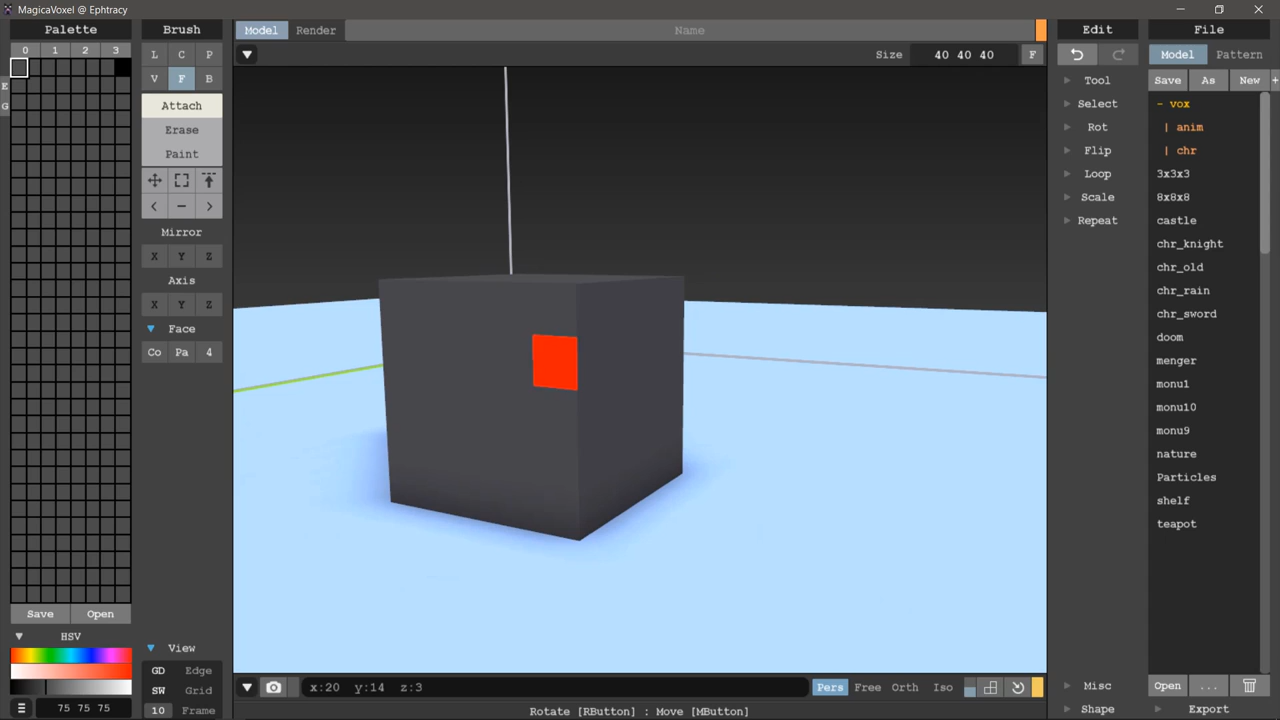 MagicaVoxel @ Ephtracy
Palette
0 1 2 3
E
G
Save Open
HSV
75 75 75
Brush
L C P
V F B
Attach
Erase
Paint
< − >
Mirror
X Y Z
Axis
X Y Z
Face
Co Pa 4
View
GD Edge
SW Grid
10 Frame
Model Render Name
Size 40 40 40 F
x:20 y:14 z:3 Pers Free Orth Iso
Rotate [RButton] : Move [MButton]
Edit
Tool
Select
Rot
Flip
Loop
Scale
Repeat
Misc
Shape
File
Model Pattern
Save As New +
- vox
| anim
| chr
3x3x3
8x8x8
castle
chr_knight
chr_old
chr_rain
chr_sword
doom
menger
monu1
monu10
monu9
nature
Particles
shelf
teapot
Open ...
Export